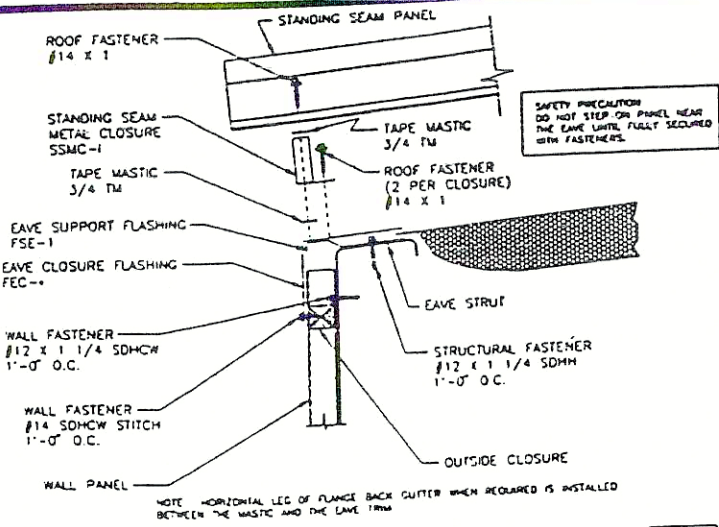 STANDING SEAM PANEL
ROOF FASTENER
#14 X 1
SAFETY PRECAUTION
DO NOT STEP ON PANEL NEAR
THE EAVE UNTIL FULLY SECURED
WITH FASTENERS.
STANDING SEAM
METAL CLOSURE
SSMC-1
TAPE MASTIC
3/4 TM
TAPE MASTIC
3/4 TM
ROOF FASTENER
(2 PER CLOSURE)
#14 X 1
EAVE SUPPORT FLASHING
FSE-1
EAVE CLOSURE FLASHING
FEC-
EAVE STRUT
WALL FASTENER
#12 X 1 1/4 SDHCW
1'-0" O.C.
STRUCTURAL FASTENER
#12 X 1 1/4 SDHH
1'-0" O.C.
WALL FASTENER
#14 SDHCW STITCH
1'-0" O.C.
OUTSIDE CLOSURE
WALL PANEL
NOTE HORIZONTAL LEG OF FLANGE BACK GUTTER WHEN REQUIRED IS INSTALLED
BETWEEN THE MASTIC AND THE EAVE TRIM